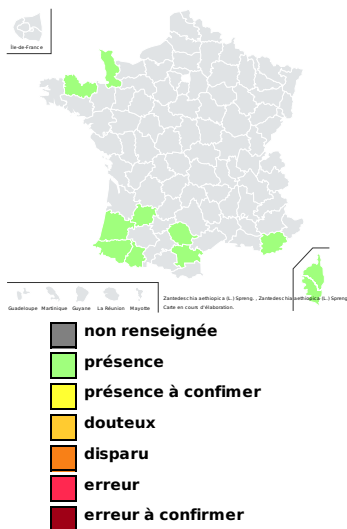 Île-de-France
Guadeloupe Martinique Guyane La Réunion Mayotte
Zantedeschia aethiopica (L.) Spreng. , Zantedeschia aethiopica (L.) Spreng
Carte en cours d'élaboration.
non renseignée
présence
présence à confimer
douteux
disparu
erreur
erreur à confirmer